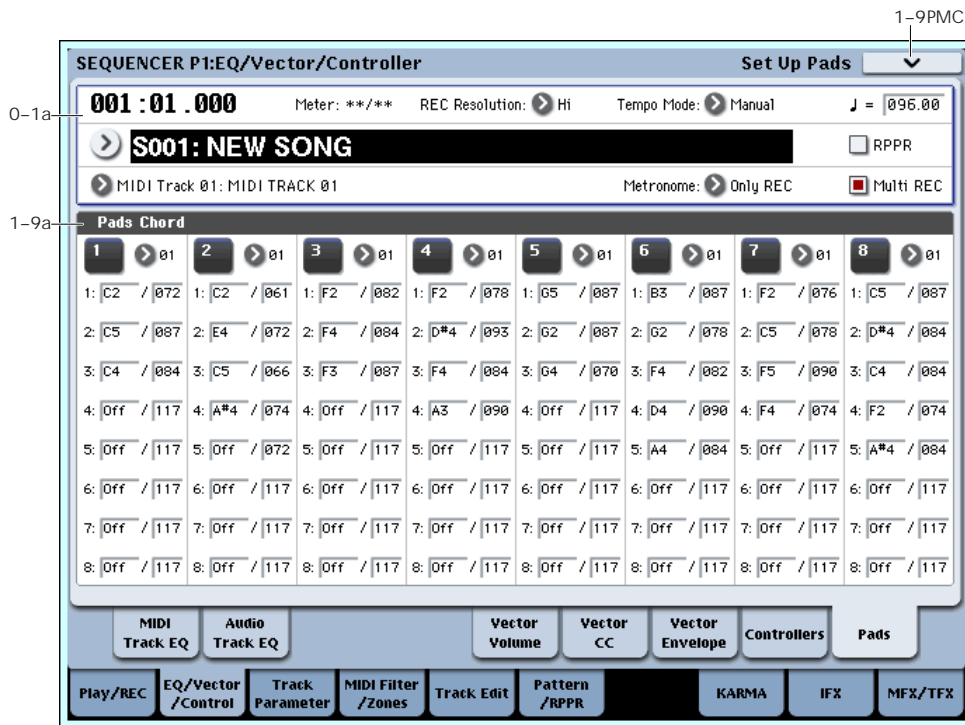 1–9PMC
SEQUENCER P1:EQ/Vector/Controller Set Up Pads
0–1a
001:01.000 Meter: **/** REC Resolution: Hi Tempo Mode: Manual ♩ = 096.00
S001: NEW SONG RPPR
MIDI Track 01: MIDI TRACK 01 Metronome: Only REC Multi REC
1–9a
Pads Chord
1 01 2 01 3 01 4 01 5 01 6 01 7 01 8 01
1: C2 / 072 1: C2 / 061 1: F2 / 082 1: F2 / 078 1: G5 / 087 1: B3 / 087 1: F2 / 076 1: C5 / 087
2: C5 / 087 2: E4 / 072 2: F4 / 084 2: D#4 / 093 2: G2 / 087 2: G2 / 078 2: C5 / 078 2: D#4 / 084
3: C4 / 084 3: C5 / 066 3: F3 / 087 3: F4 / 084 3: G4 / 070 3: F4 / 082 3: F5 / 090 3: C4 / 084
4: Off / 117 4: A#4 / 074 4: Off / 117 4: A3 / 090 4: Off / 117 4: D4 / 090 4: F4 / 074 4: F2 / 074
5: Off / 117 5: Off / 072 5: Off / 117 5: Off / 117 5: Off / 117 5: A4 / 084 5: Off / 117 5: A#4 / 084
6: Off / 117 6: Off / 117 6: Off / 117 6: Off / 117 6: Off / 117 6: Off / 117 6: Off / 117 6: Off / 117
7: Off / 117 7: Off / 117 7: Off / 117 7: Off / 117 7: Off / 117 7: Off / 117 7: Off / 117 7: Off / 117
8: Off / 117 8: Off / 117 8: Off / 117 8: Off / 117 8: Off / 117 8: Off / 117 8: Off / 117 8: Off / 117
MIDI Track EQ
Audio Track EQ
Vector Volume
Vector CC
Vector Envelope
Controllers
Pads
Play/REC
EQ/Vector /Control
Track Parameter
MIDI Filter /Zones
Track Edit
Pattern /RPPR
KARMA
IFX
MFX/TFX